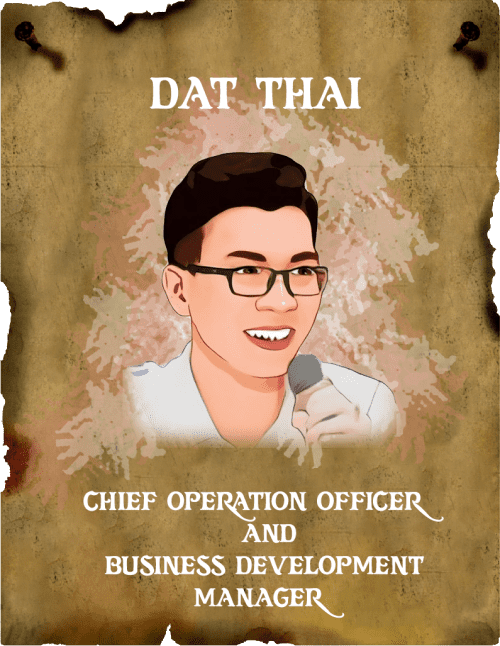 DAT THAI
CHIEF OPERATION OFFICER
AND
BUSINESS DEVELOPMENT
MANAGER